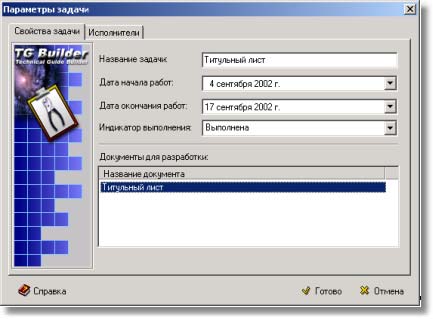 Параметры задачи
Свойства задачи
Исполнители
TG Builder
Technical Guide Builder
Название задачи:
Титульный лист
Дата начала работ:
4 сентября 2002 г.
Дата окончания работ:
17 сентября 2002 г.
Индикатор выполнения:
Выполнена
Документы для разработки:
Название документа
Титульный лист
Справка
Готово
Отмена